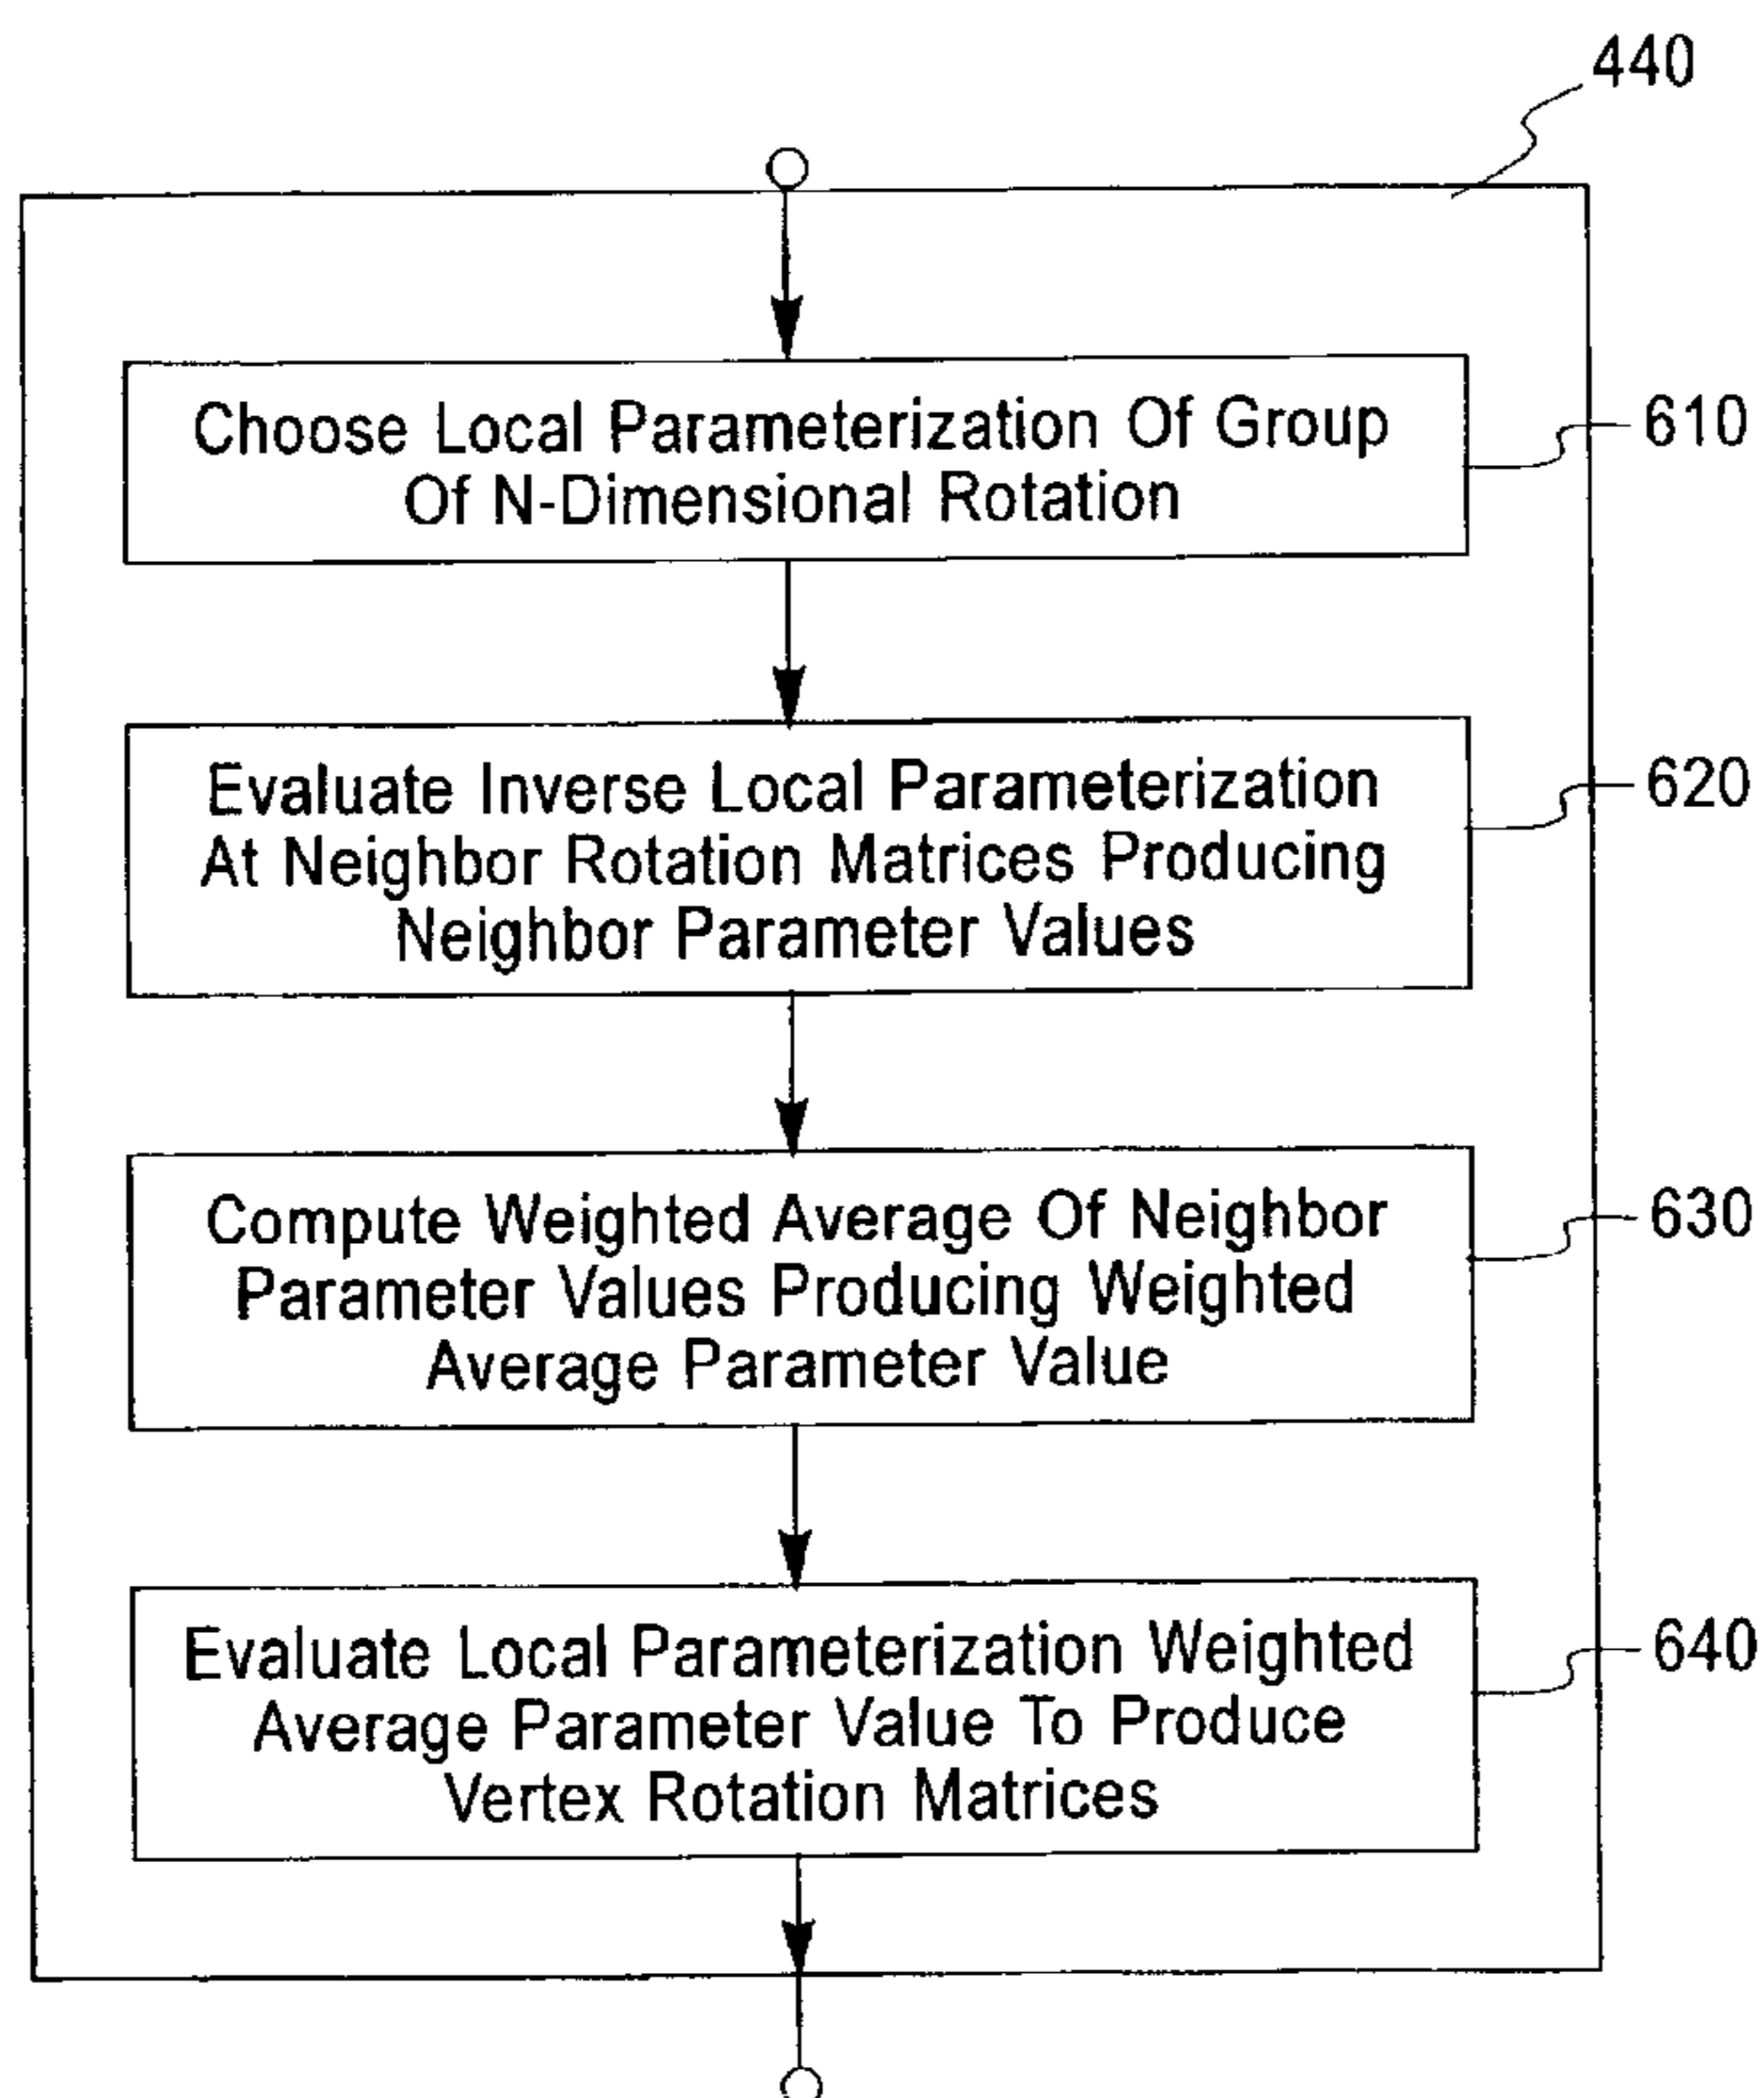 440
Choose Local Parameterization Of Group
Of N-Dimensional Rotation
610
Evaluate Inverse Local Parameterization
At Neighbor Rotation Matrices Producing
Neighbor Parameter Values
620
Compute Weighted Average Of Neighbor
Parameter Values Producing Weighted
Average Parameter Value
630
Evaluate Local Parameterization Weighted
Average Parameter Value To Produce
Vertex Rotation Matrices
640